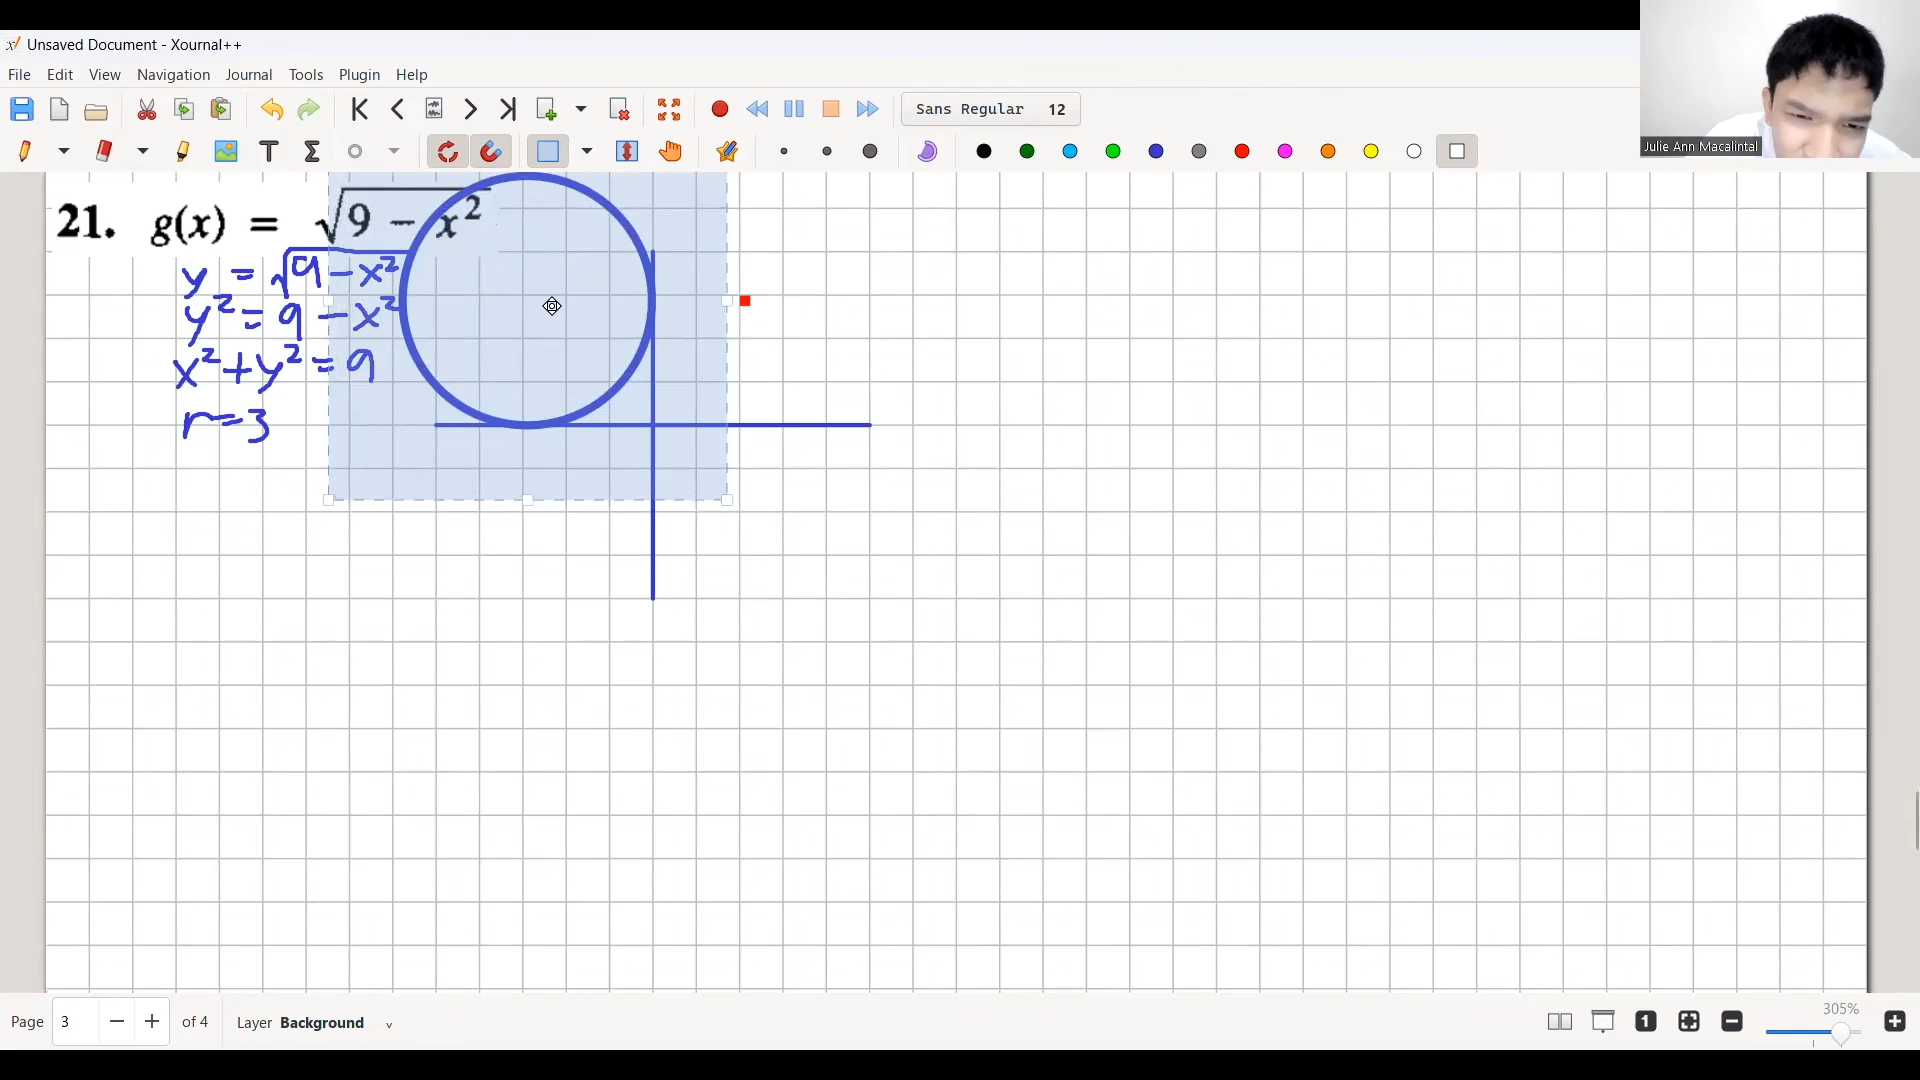 Unsaved Document - Xournal++
File Edit View Navigation Journal Tools Plugin Help
Sans Regular 12
Julie Ann Macalintal
21. g(x) = √9 − x²
y = √9 − x²
y² = 9 − x²
x² + y² = 9
r = 3
Page 3 of 4 Layer Background
305%
1